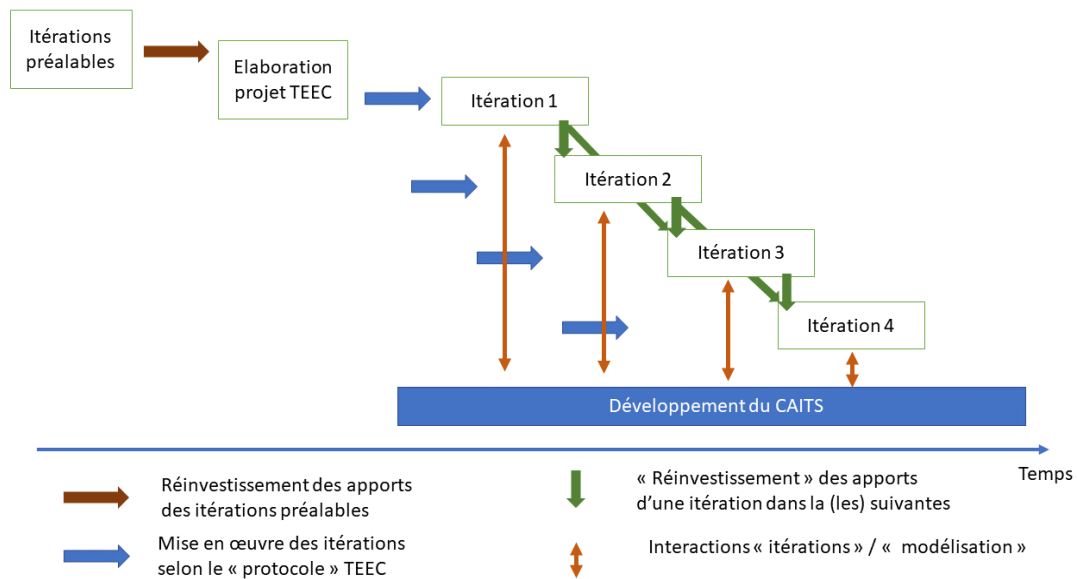 Itérations
préalables
Elaboration
projet TEEC
Itération 1
Itération 2
Itération 3
Itération 4
Développement du CAITS
Temps
Réinvestissement des apports
des itérations préalables
Mise en œuvre des itérations
selon le « protocole » TEEC
« Réinvestissement » des apports
d’une itération dans la (les) suivantes
Interactions « itérations » / « modélisation »